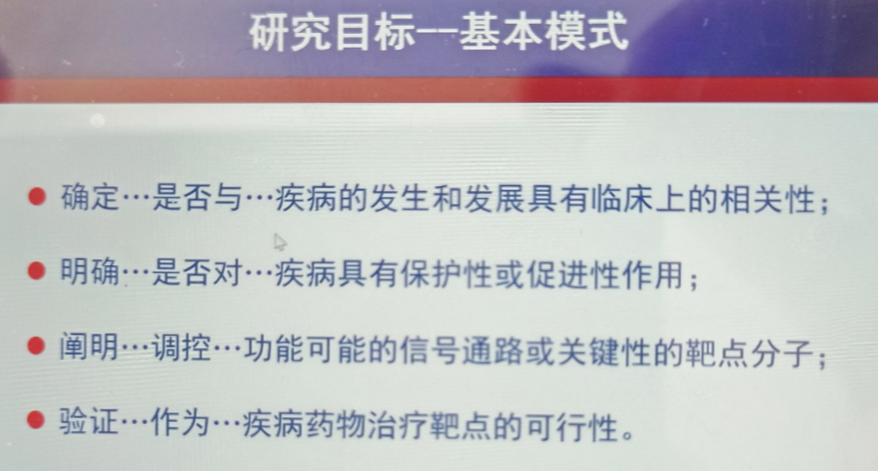 研究目标--基本模式
确定…是否与…疾病的发生和发展具有临床上的相关性；
明确…是否对…疾病具有保护性或促进性作用；
阐明…调控…功能可能的信号通路或关键性的靶点分子；
验证…作为…疾病药物治疗靶点的可行性。